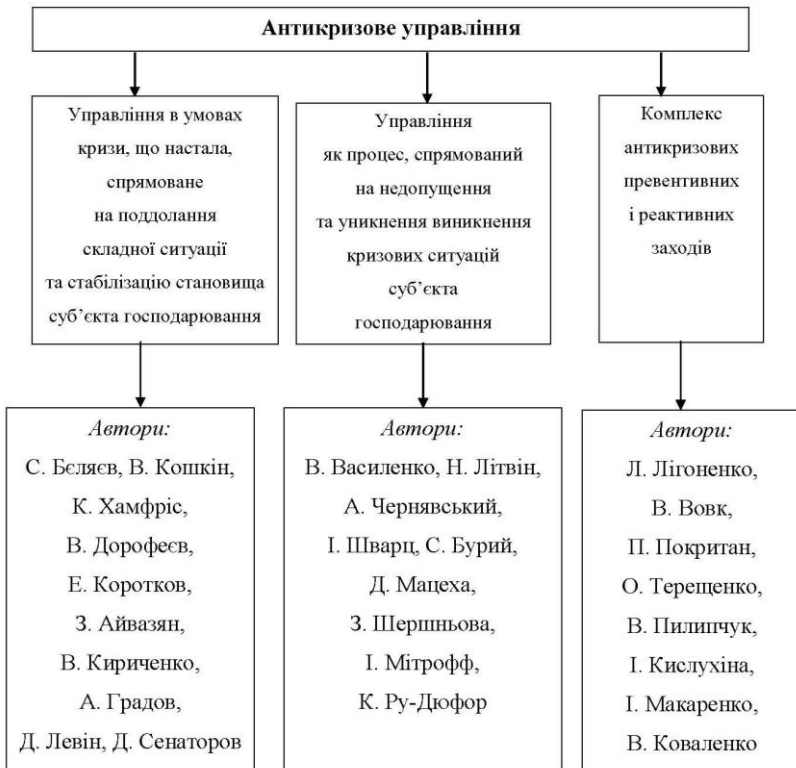 Антикризове управління
Управління в умовах
кризи, що настала,
спрямоване
на поддолання
складної ситуації
та стабілізацію становища
суб’єкта господарювання
Управління
як процес, спрямований
на недопущення
та уникнення виникнення
кризових ситуацій
суб’єкта
господарювання
Комплекс
антикризових
превентивних
і реактивних
заходів
Автори:
С. Бєляєв, В. Кошкін,
К. Хамфріс,
В. Дорофеєв,
Е. Коротков,
З. Айвазян,
В. Кириченко,
А. Градов,
Д. Левін, Д. Сенаторов
Автори:
В. Василенко, Н. Літвін,
А. Чернявський,
І. Шварц, С. Бурий,
Д. Мацеха,
З. Шершньова,
І. Мітрофф,
К. Ру-Дюфор
Автори:
Л. Лігоненко,
В. Вовк,
П. Покритан,
О. Терещенко,
В. Пилипчук,
І. Кислухіна,
І. Макаренко,
В. Коваленко